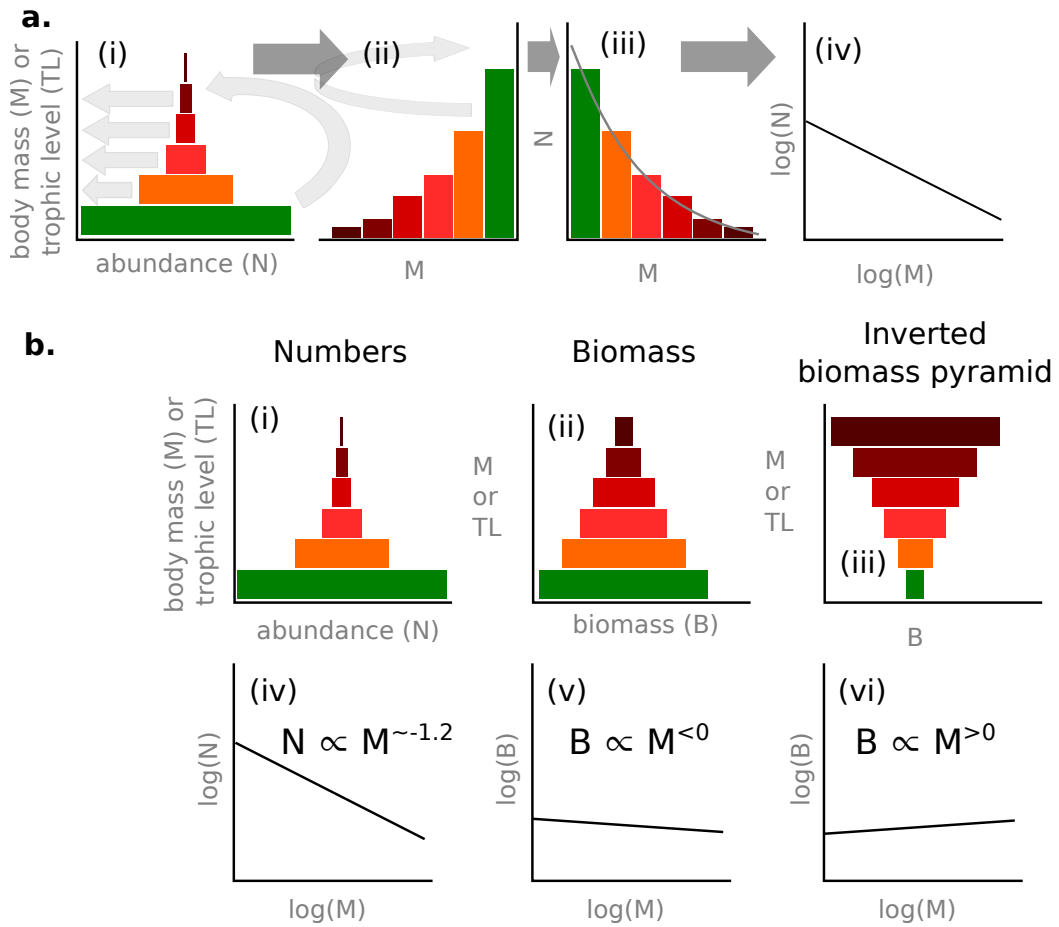 a.
(i)
(ii)
(iii)
(iv)
body mass (M) or
trophic level (TL)
abundance (N)
M
N
M
log(N)
log(M)
b.
Numbers
Biomass
Inverted
biomass pyramid
body mass (M) or
trophic level (TL)
(i)
abundance (N)
M
or
TL
(ii)
biomass (B)
M
or
TL
(iii)
B
(iv)
N ∝ M^~-1.2
log(N)
log(M)
(v)
B ∝ M^<0
log(B)
log(M)
(vi)
B ∝ M^>0
log(B)
log(M)